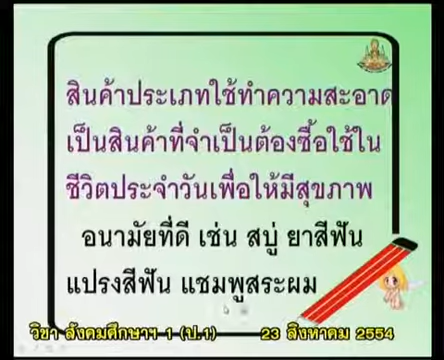 สินค้าประเภทใช้ทำความสะอาด
เป็นสินค้าที่จำเป็นต้องซื้อใช้ใน
ชีวิตประจำวันเพื่อให้มีสุขภาพ
อนามัยที่ดี เช่น สบู่ ยาสีฟัน
แปรงสีฟัน แชมพูสระผม
วิชา สังคมศึกษาฯ 1 (ป.1) 23 สิงหาคม 2554